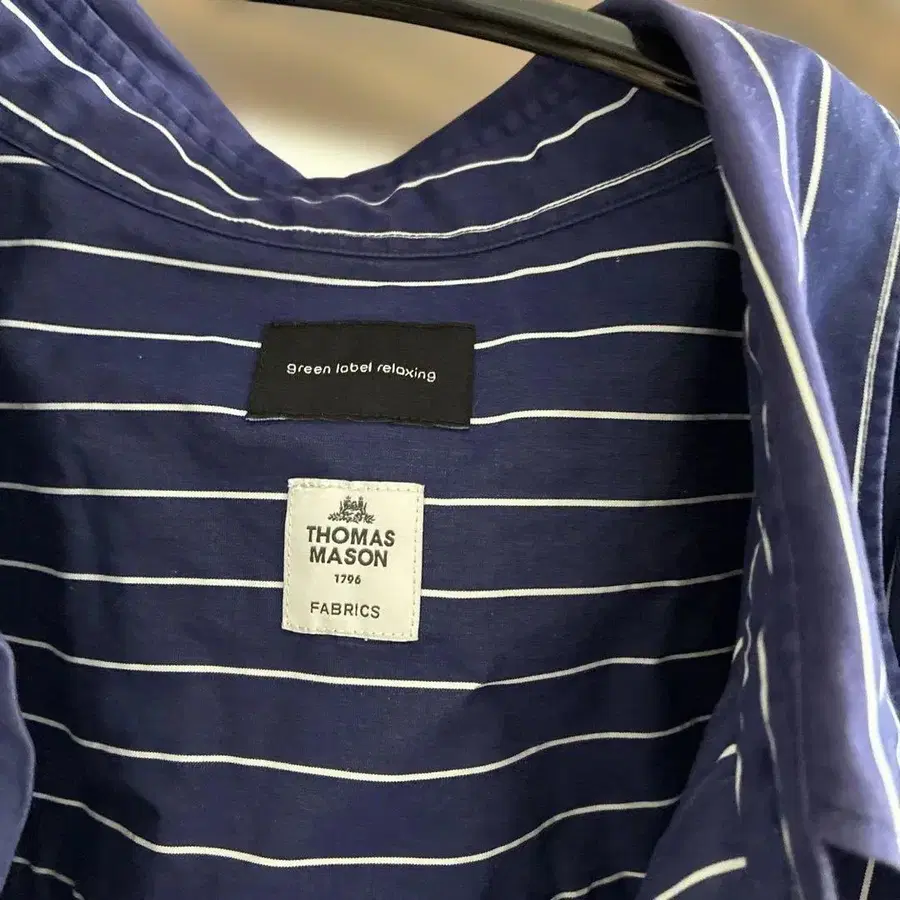 green label relaxing
THOMAS
MASON
1796
FABRICS